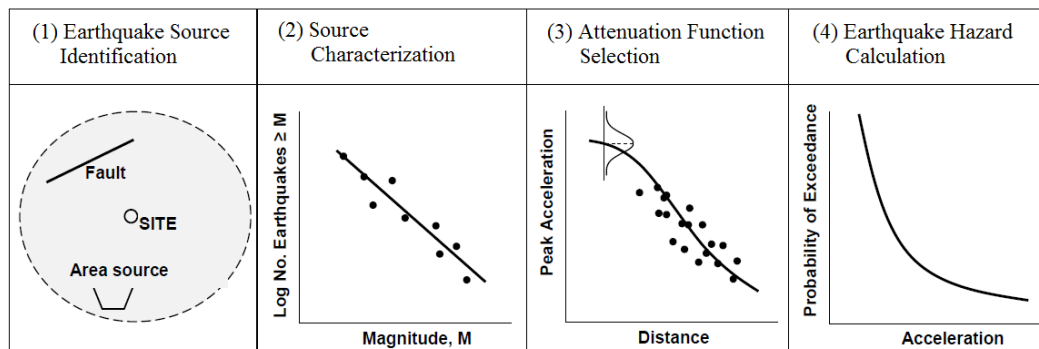 (1) Earthquake Source
Identification
(2) Source
Characterization
(3) Attenuation Function
Selection
(4) Earthquake Hazard
Calculation
Fault
SITE
Area source
Log No. Earthquakes ≥ M
Magnitude, M
Peak Acceleration
Distance
Probability of Exceedance
Acceleration